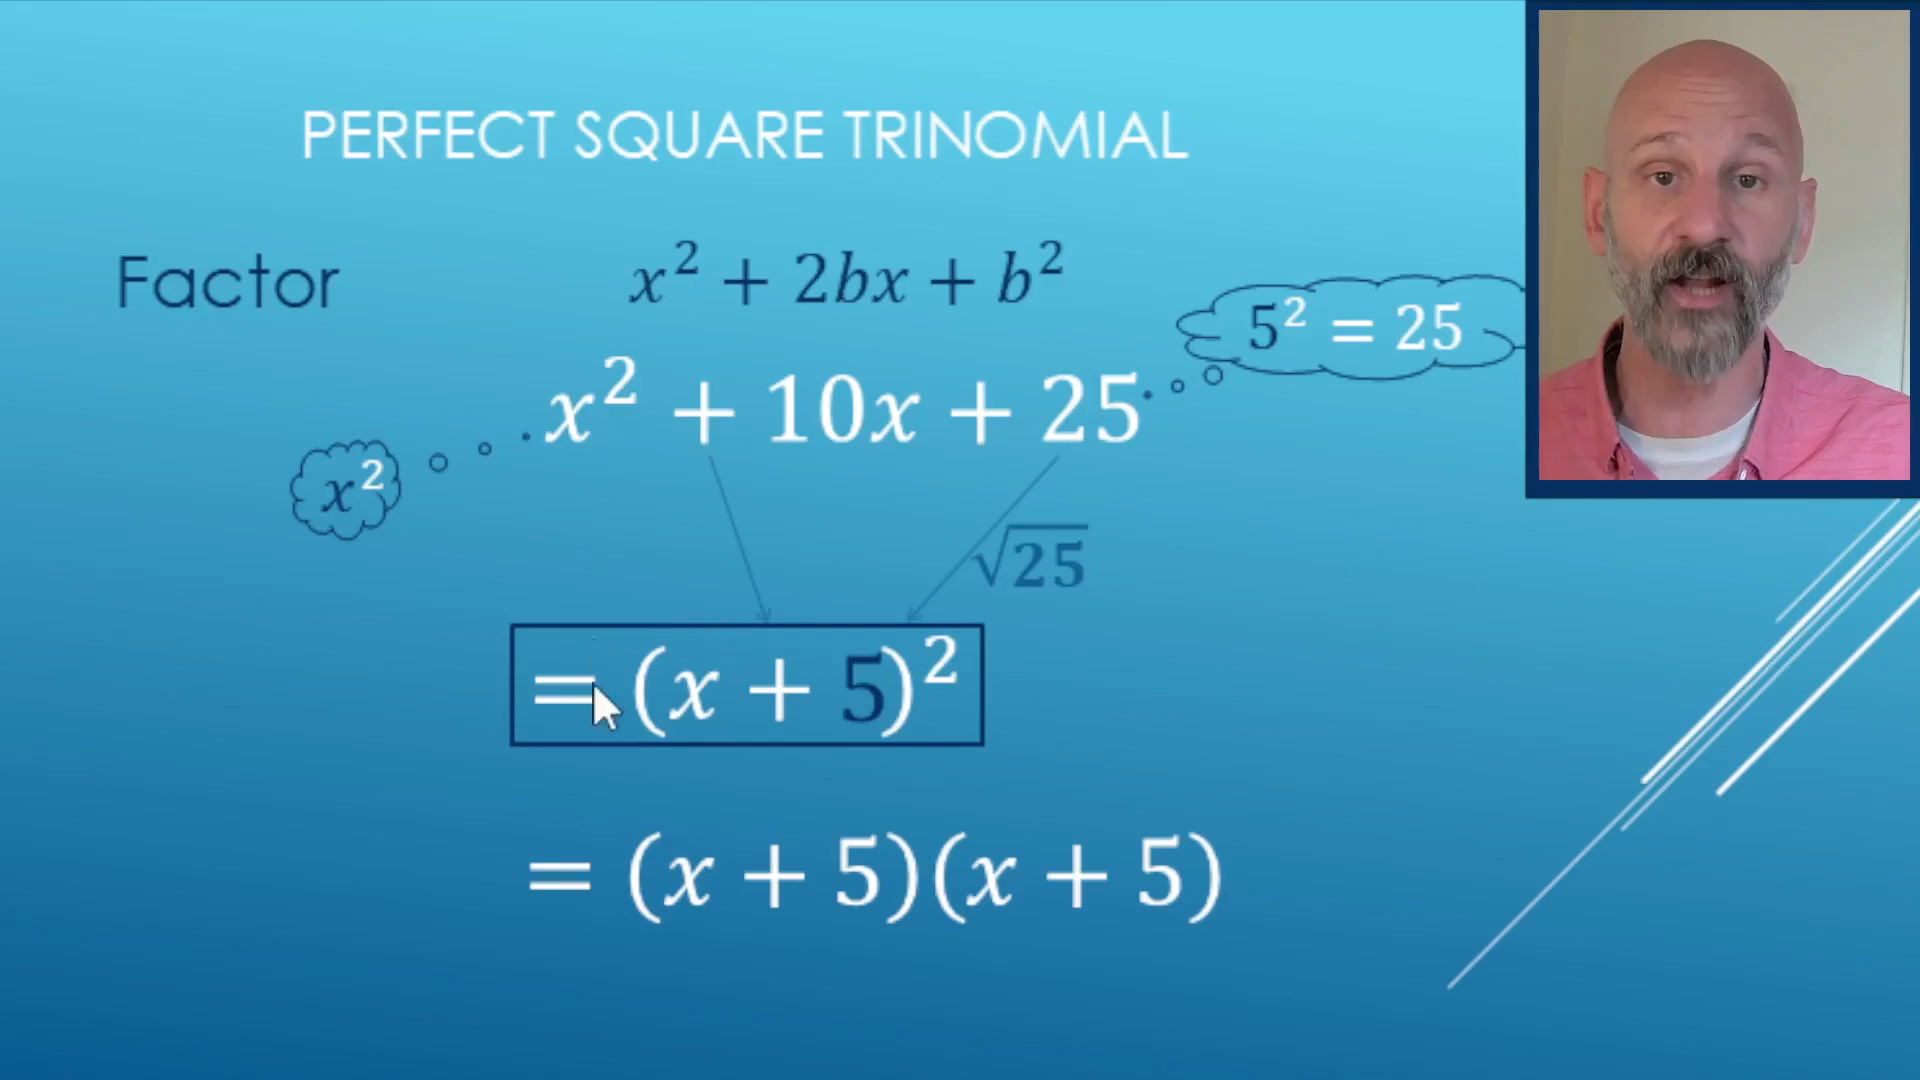 PERFECT SQUARE TRINOMIAL
Factor
x² + 2bx + b²
5² = 25
x² + 10x + 25
x²
√25
= (x + 5)²
= (x + 5)(x + 5)